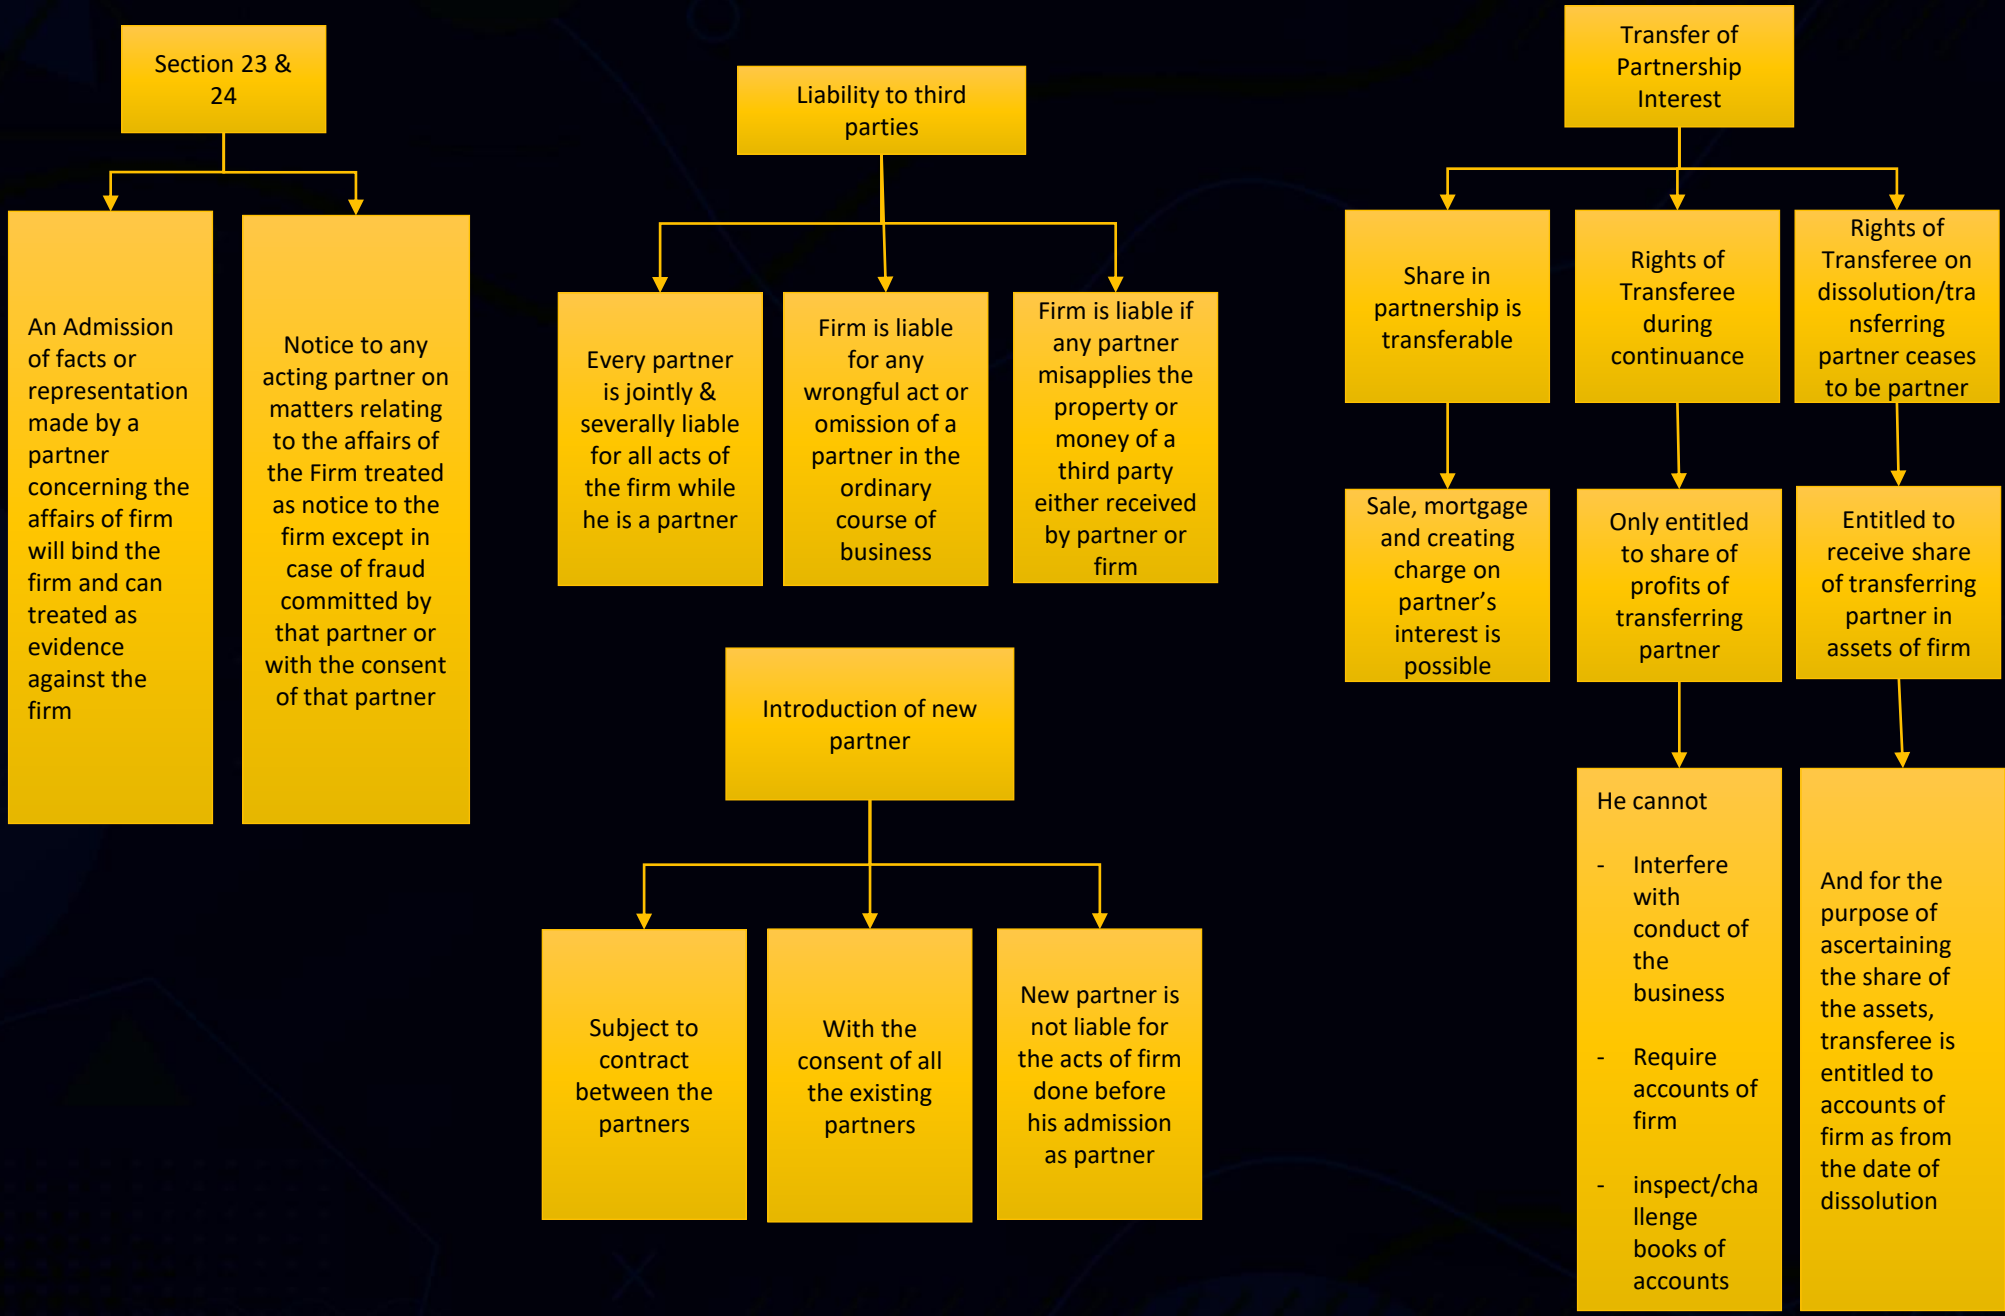 Section 23 &
24
An Admission
of facts or
representation
made by a
partner
concerning the
affairs of firm
will bind the
firm and can
treated as
evidence
against the
firm
Notice to any
acting partner on
matters relating
to the affairs of
the Firm treated
as notice to the
firm except in
case of fraud
committed by
that partner or
with the consent
of that partner
Liability to third
parties
Every partner
is jointly &
severally liable
for all acts of
the firm while
he is a partner
Firm is liable
for any
wrongful act or
omission of a
partner in the
ordinary
course of
business
Firm is liable if
any partner
misapplies the
property or
money of a
third party
either received
by partner or
firm
Introduction of new
partner
Subject to
contract
between the
partners
With the
consent of all
the existing
partners
New partner is
not liable for
the acts of firm
done before
his admission
as partner
Transfer of
Partnership
Interest
Share in
partnership is
transferable
Sale, mortgage
and creating
charge on
partner’s
interest is
possible
Rights of
Transferee
during
continuance
Only entitled
to share of
profits of
transferring
partner
He cannot
- Interfere
with
conduct of
the
business
- Require
accounts of
firm
- inspect/cha
llenge
books of
accounts
Rights of
Transferee on
dissolution/tra
nsferring
partner ceases
to be partner
Entitled to
receive share
of transferring
partner in
assets of firm
And for the
purpose of
ascertaining
the share of
the assets,
transferee is
entitled to
accounts of
firm as from
the date of
dissolution